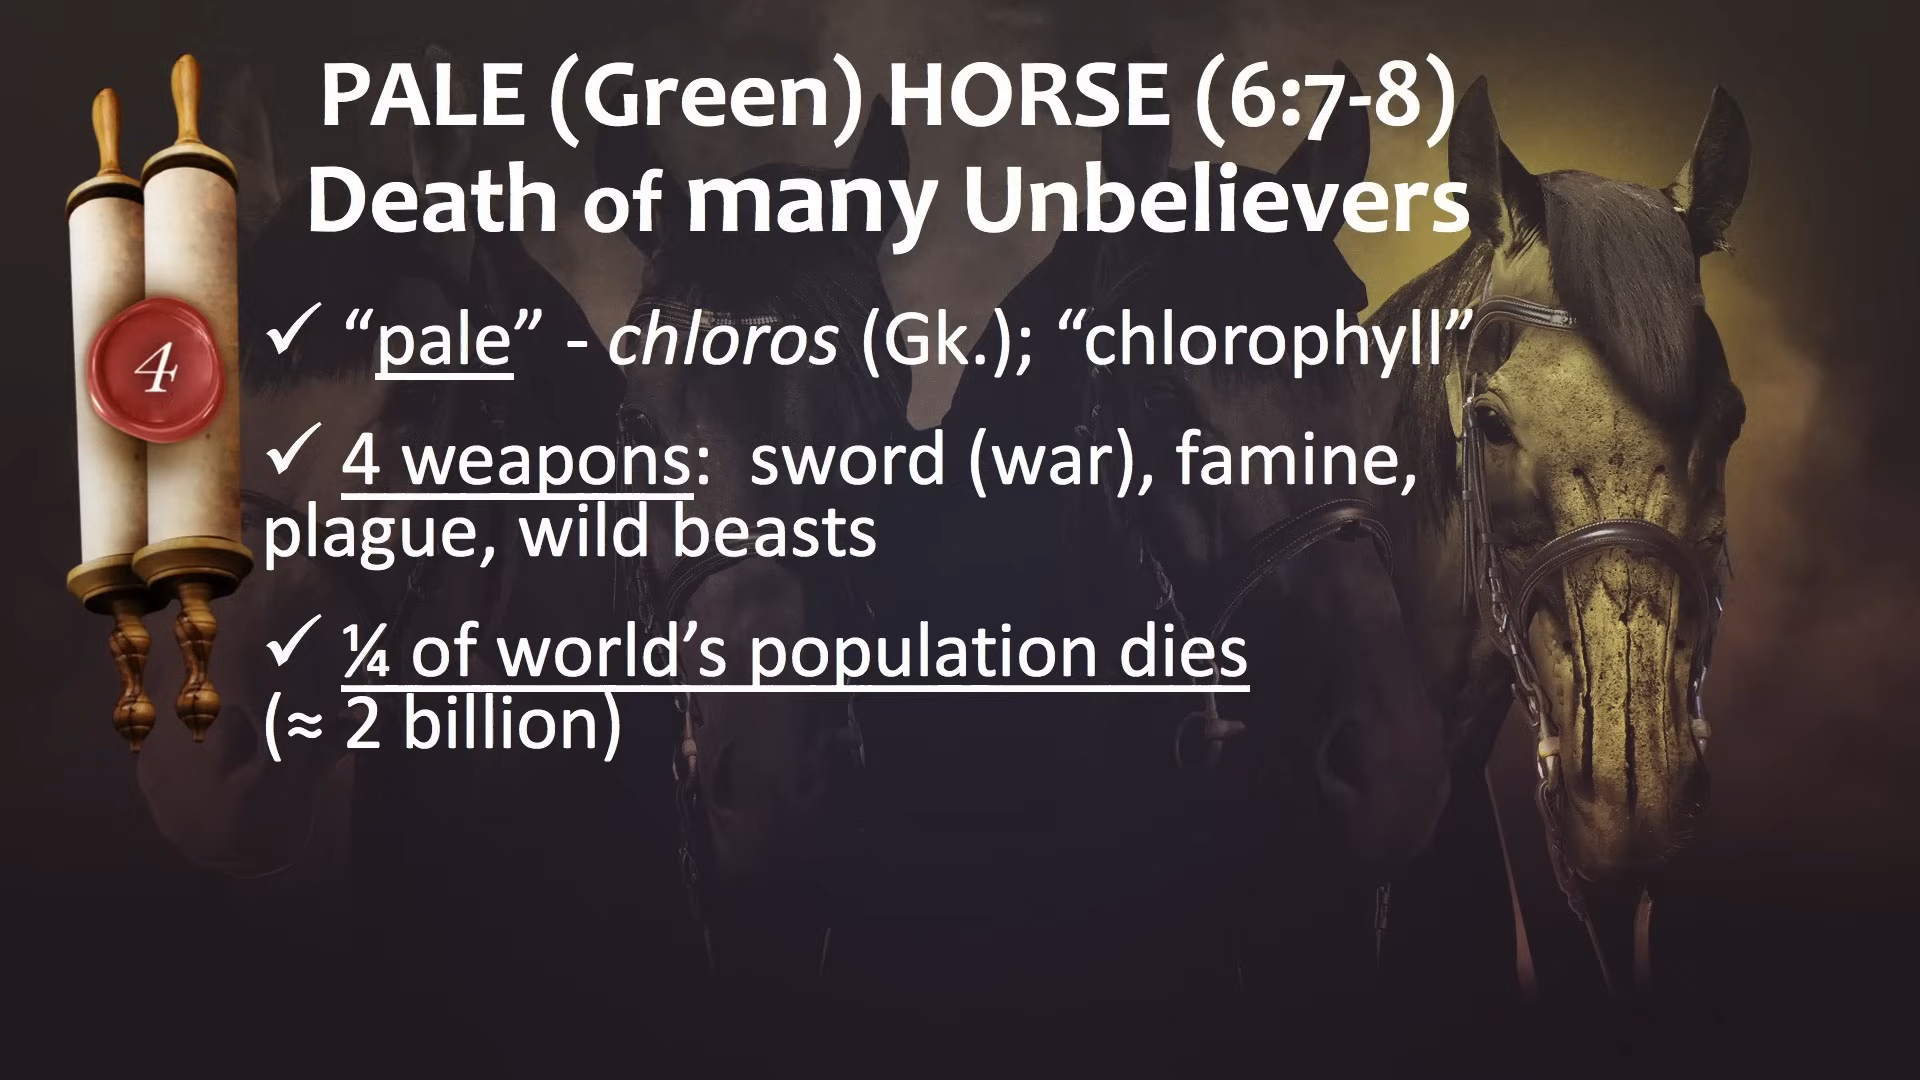 PALE (Green) HORSE (6:7-8)
Death of many Unbelievers
4
✓ “pale” - chloros (Gk.); “chlorophyll”
✓ 4 weapons:  sword (war), famine,
plague, wild beasts
✓ ¼ of world’s population dies
(≈ 2 billion)